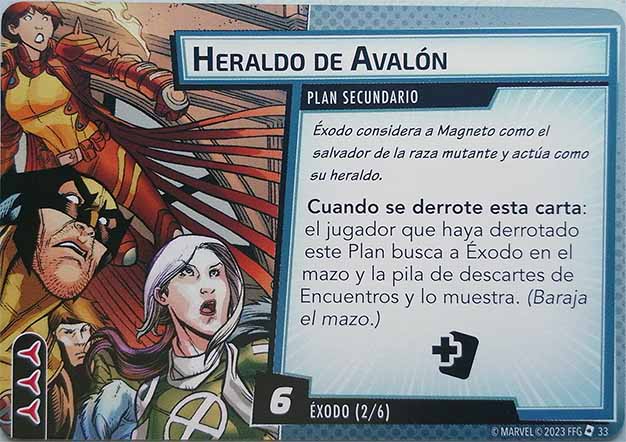 HERALDO DE AVALÓN
PLAN SECUNDARIO
Éxodo considera a Magneto como el
salvador de la raza mutante y actúa como
su heraldo.
Cuando se derrote esta carta:
el jugador que haya derrotado
este Plan busca a Éxodo en el
mazo y la pila de descartes de
Encuentros y lo muestra. (Baraja
el mazo.)
6
ÉXODO (2/6)
© MARVEL © 2023 FFG 33